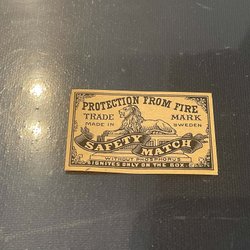 PROTECTION FROM FIRE
TRADE MARK
MADE IN SWEDEN
SAFETY MATCH
WITHOUT PHOSPHORUS
IGNITES ONLY ON THE BOX